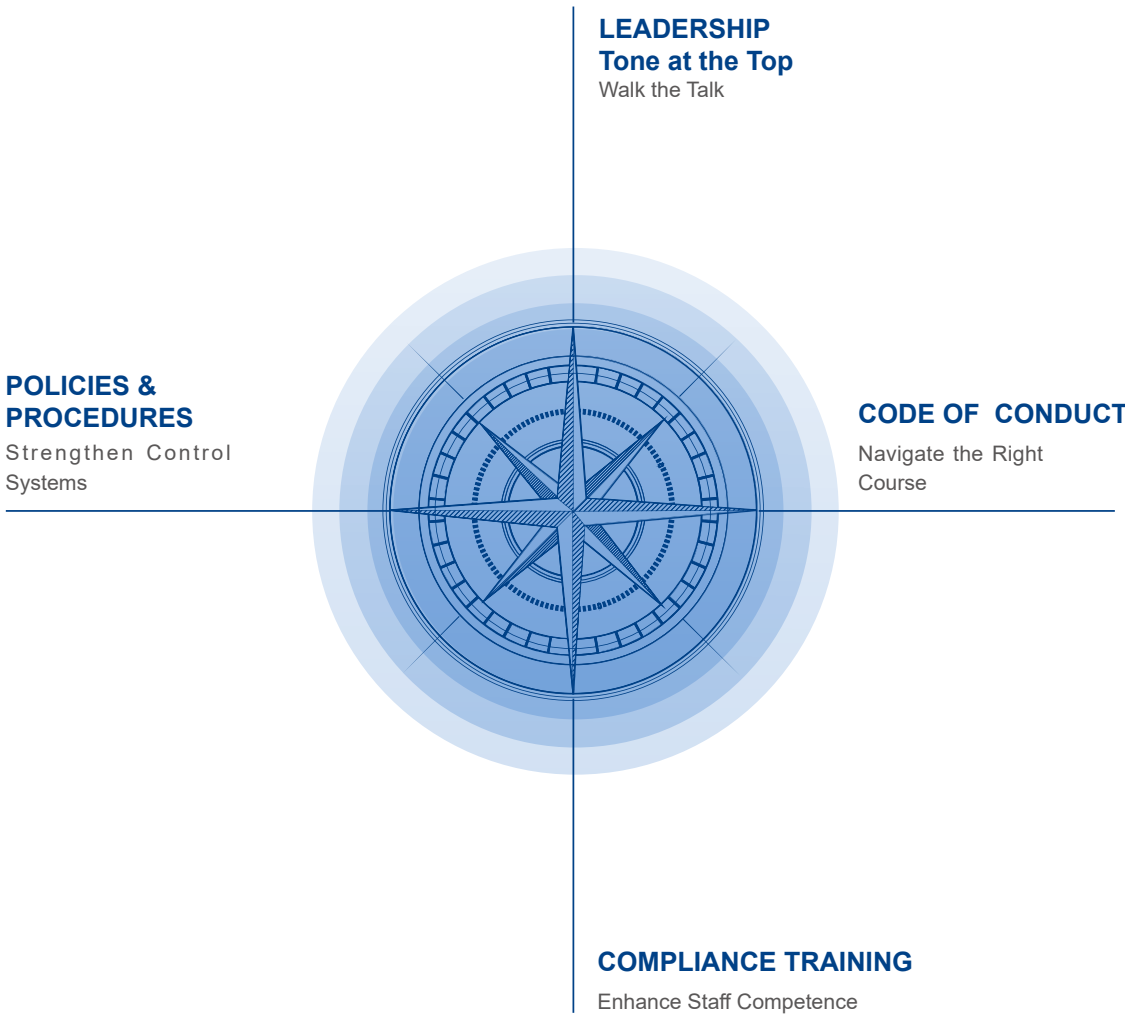 LEADERSHIP
Tone at the Top
Walk the Talk
POLICIES &
PROCEDURES
Strengthen Control
Systems
CODE OF CONDUCT
Navigate the Right
Course
COMPLIANCE TRAINING
Enhance Staff Competence